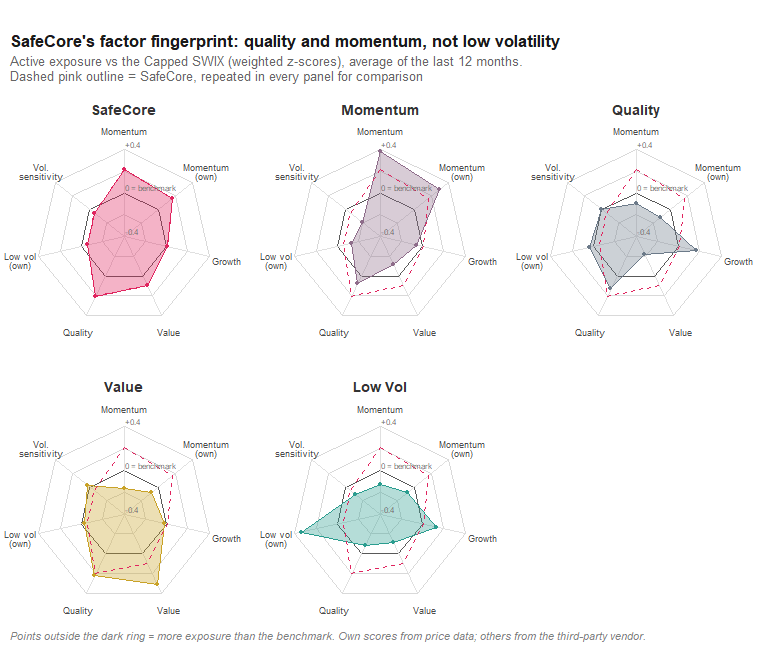 SafeCore's factor fingerprint: quality and momentum, not low volatility
Active exposure vs the Capped SWIX (weighted z-scores), average of the last 12 months.
Dashed pink outline = SafeCore, repeated in every panel for comparison
SafeCore
Momentum
+0.4
Vol.
sensitivity
Momentum
(own)
0 = benchmark
-0.4
Low vol
(own)
Growth
Quality
Value
Momentum
Momentum
+0.4
Vol.
sensitivity
Momentum
(own)
0 = benchmark
-0.4
Low vol
(own)
Growth
Quality
Value
Quality
Momentum
+0.4
Vol.
sensitivity
Momentum
(own)
0 = benchmark
-0.4
Low vol
(own)
Growth
Quality
Value
Value
Momentum
+0.4
Vol.
sensitivity
Momentum
(own)
0 = benchmark
-0.4
Low vol
(own)
Growth
Quality
Value
Low Vol
Momentum
+0.4
Vol.
sensitivity
Momentum
(own)
0 = benchmark
-0.4
Low vol
(own)
Growth
Quality
Value
Points outside the dark ring = more exposure than the benchmark. Own scores from price data; others from the third-party vendor.